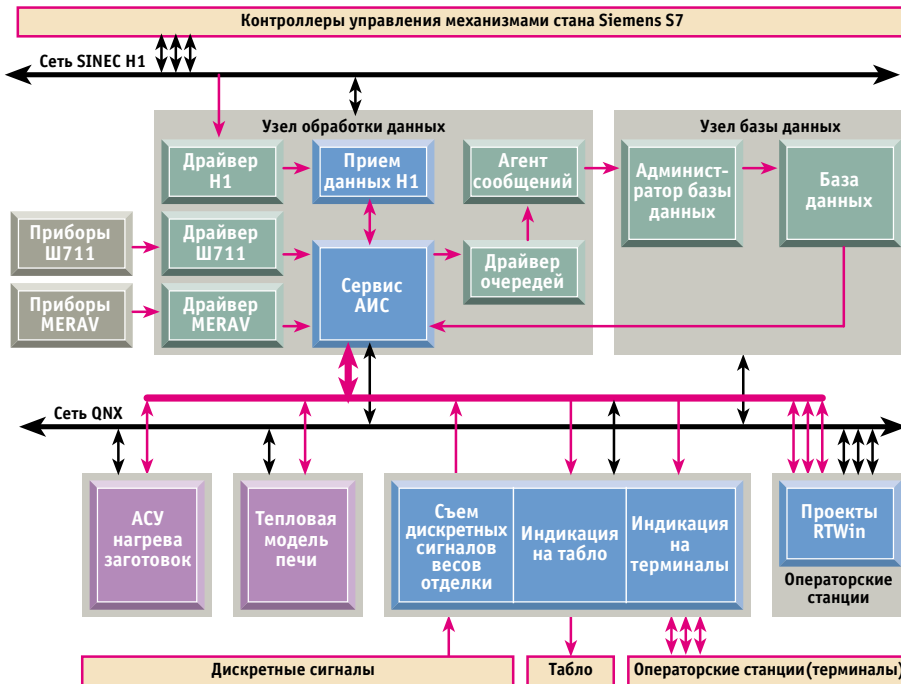 Контроллеры управления механизмами стана Siemens S7
Сеть SINEC H1
Узел обработки данных
Узел базы данных
Драйвер
H1
Прием
данных H1
Агент
сообщений
Админист-
ратор базы
данных
База
данных
Приборы
Ш711
Драйвер
Ш711
Сервис
АИС
Драйвер
очередей
Приборы
MERAV
Драйвер
MERAV
Сеть QNX
АСУ
нагрева
заготовок
Тепловая
модель
печи
Съем
дискретных
сигналов
весов
отделки
Индикация
на табло
Индикация
на
терминалы
Проекты
RTWin
Операторские
станции
Дискретные сигналы
Табло
Операторские станции (терминалы)